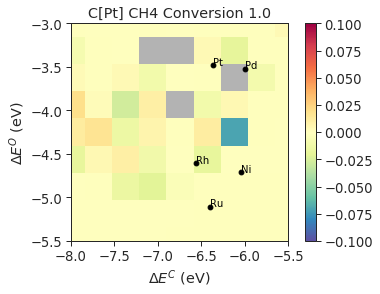 C[Pt] CH4 Conversion 1.0
−3.0
−3.5
−4.0
−4.5
−5.0
−5.5
ΔE^O (eV)
Pt
Pd
Rh
Ni
Ru
−8.0 −7.5 −7.0 −6.5 −6.0 −5.5
ΔE^C (eV)
0.100
0.075
0.050
0.025
0.000
−0.025
−0.050
−0.075
−0.100